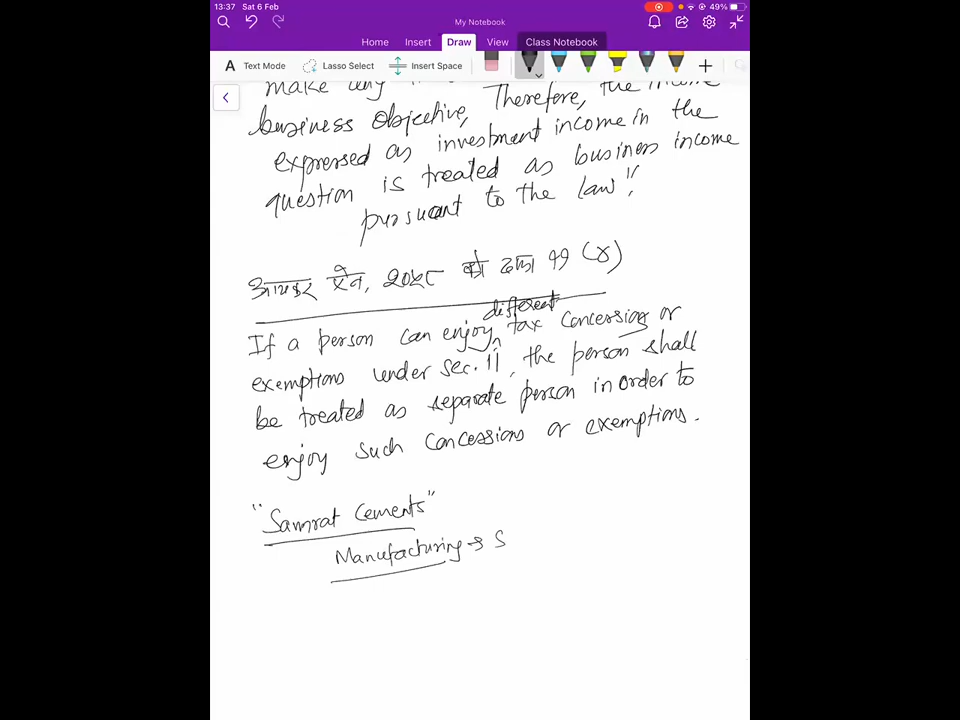 13:37 Sat 6 Feb
49%
My Notebook
Home Insert Draw View Class Notebook
A Text Mode Lasso Select Insert Space
make any
business objective, Therefore, the income
expressed as investment income in the
question is treated as business income
pursuant to the law".
आयकर ऐन, २०५८ को दफा ११ (४)
different
If a person can enjoy tax concession or
exemptions under sec. 11, the person shall
be treated as separate person in order to
enjoy such concessions or exemptions.
"Samrat Cements"
Manufacturing → S